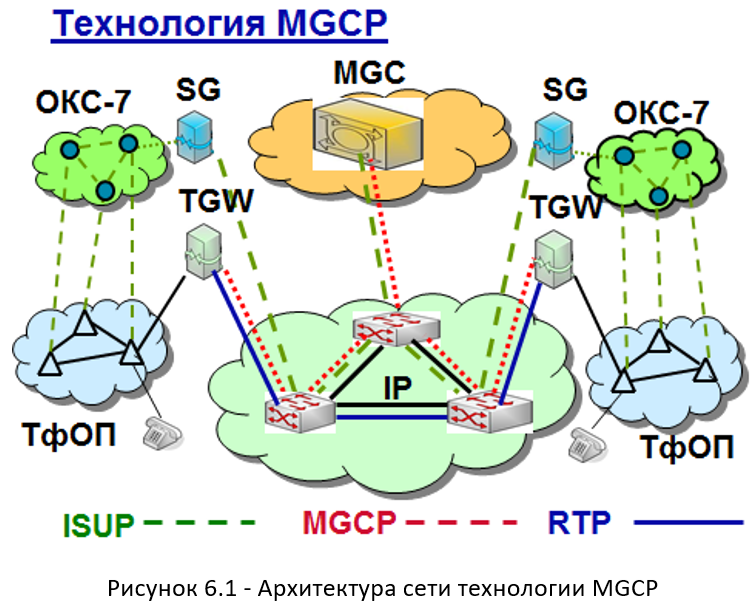 Технология MGCP
MGC
SG
SG
ОКС-7
ОКС-7
TGW
TGW
IP
ТфОП
ТфОП
ISUP
MGCP
RTP
Рисунок 6.1 - Архитектура сети технологии MGCP